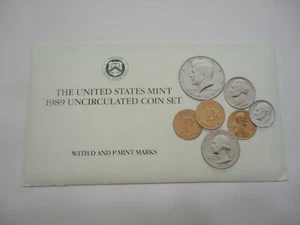 THE UNITED STATES MINT
1989 UNCIRCULATED COIN SET
WITH D AND P MINT MARKS